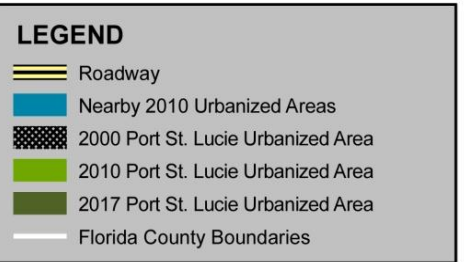 LEGEND
Roadway
Nearby 2010 Urbanized Areas
2000 Port St. Lucie Urbanized Area
2010 Port St. Lucie Urbanized Area
2017 Port St. Lucie Urbanized Area
Florida County Boundaries